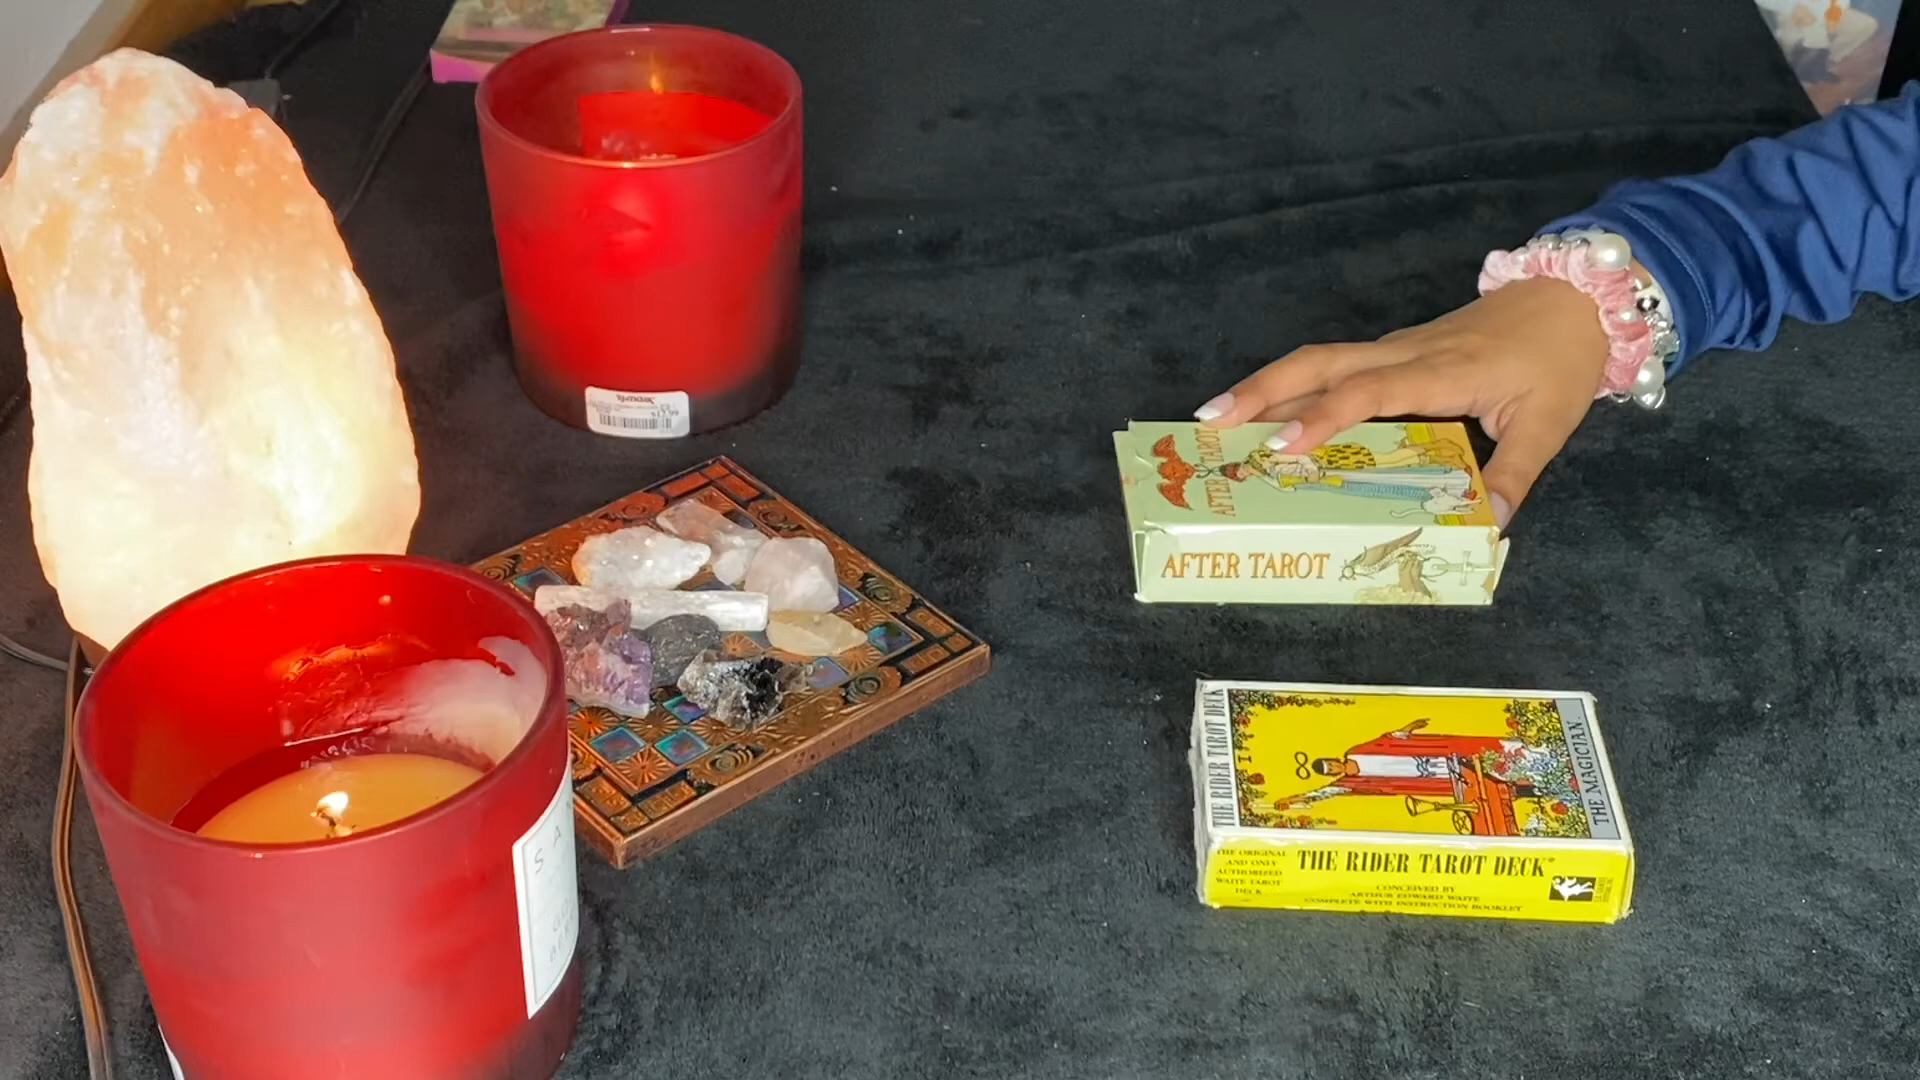 AFTER TAROT
AFTER TAROT
THE RIDER TAROT DECK
I
THE MAGICIAN
THE ORIGINAL
AND ONLY
AUTHORIZED
WAITE TAROT
DECK
THE RIDER TAROT DECK®
CONCEIVED BY
ARTHUR EDWARD WAITE
COMPLETE WITH INSTRUCTION BOOKLET
S A